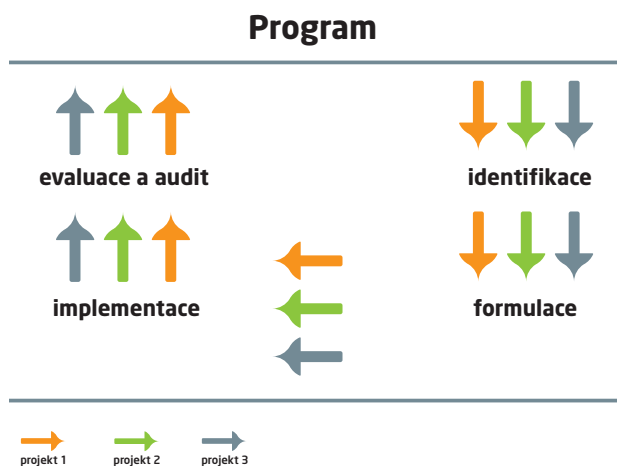 Program
evaluace a audit
identifikace
implementace
formulace
projekt 1
projekt 2
projekt 3